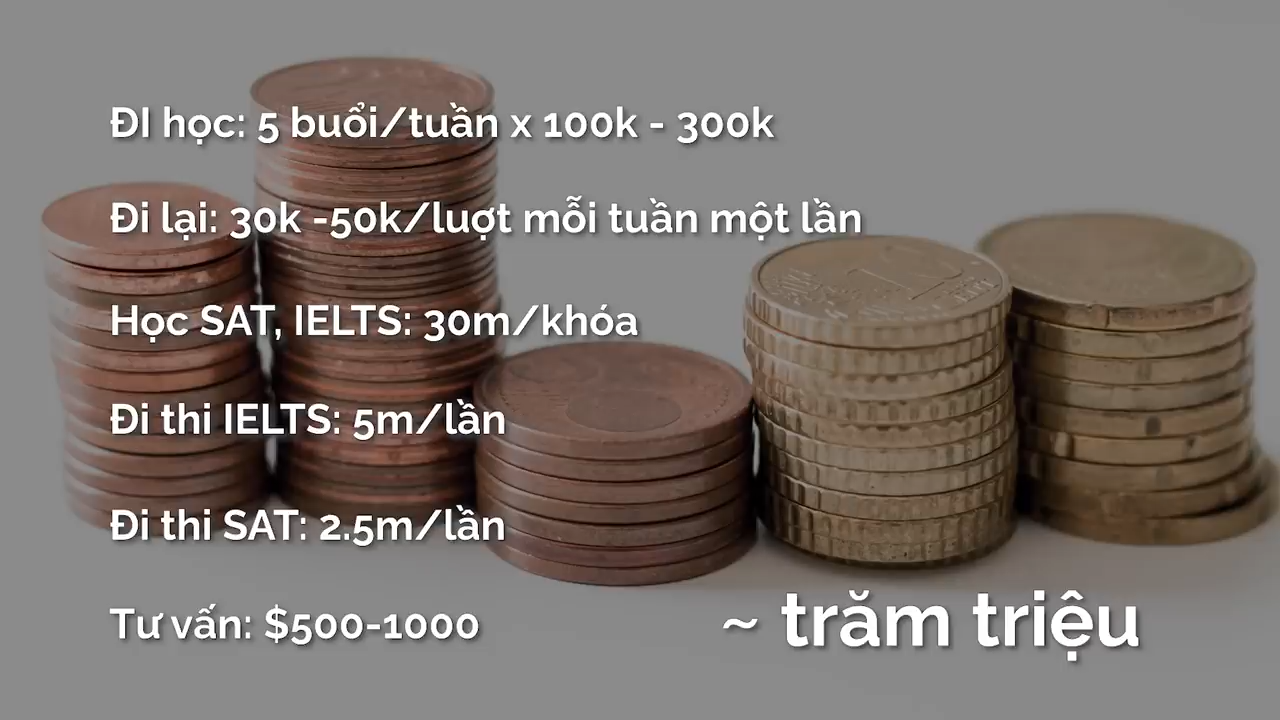 ĐI học: 5 buổi/tuần x 100k - 300k
Đi lại: 30k -50k/lượt mỗi tuần một lần
Học SAT, IELTS: 30m/khóa
Đi thi IELTS: 5m/lần
Đi thi SAT: 2.5m/lần
Tư vấn: $500-1000
~ trăm triệu